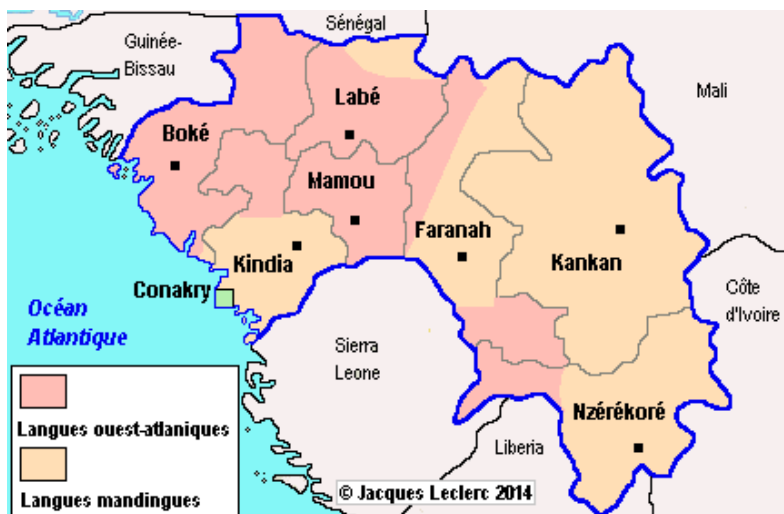 Sénégal
Guinée-
Bissau
Mali
Labé
Boké
Mamou
Faranah
Kankan
Kindia
Conakry
Côte
d'Ivoire
Océan
Atlantique
Sierra
Leone
Nzérékoré
Liberia
Langues ouest-atlaniques
Langues mandingues
© Jacques Leclerc 2014